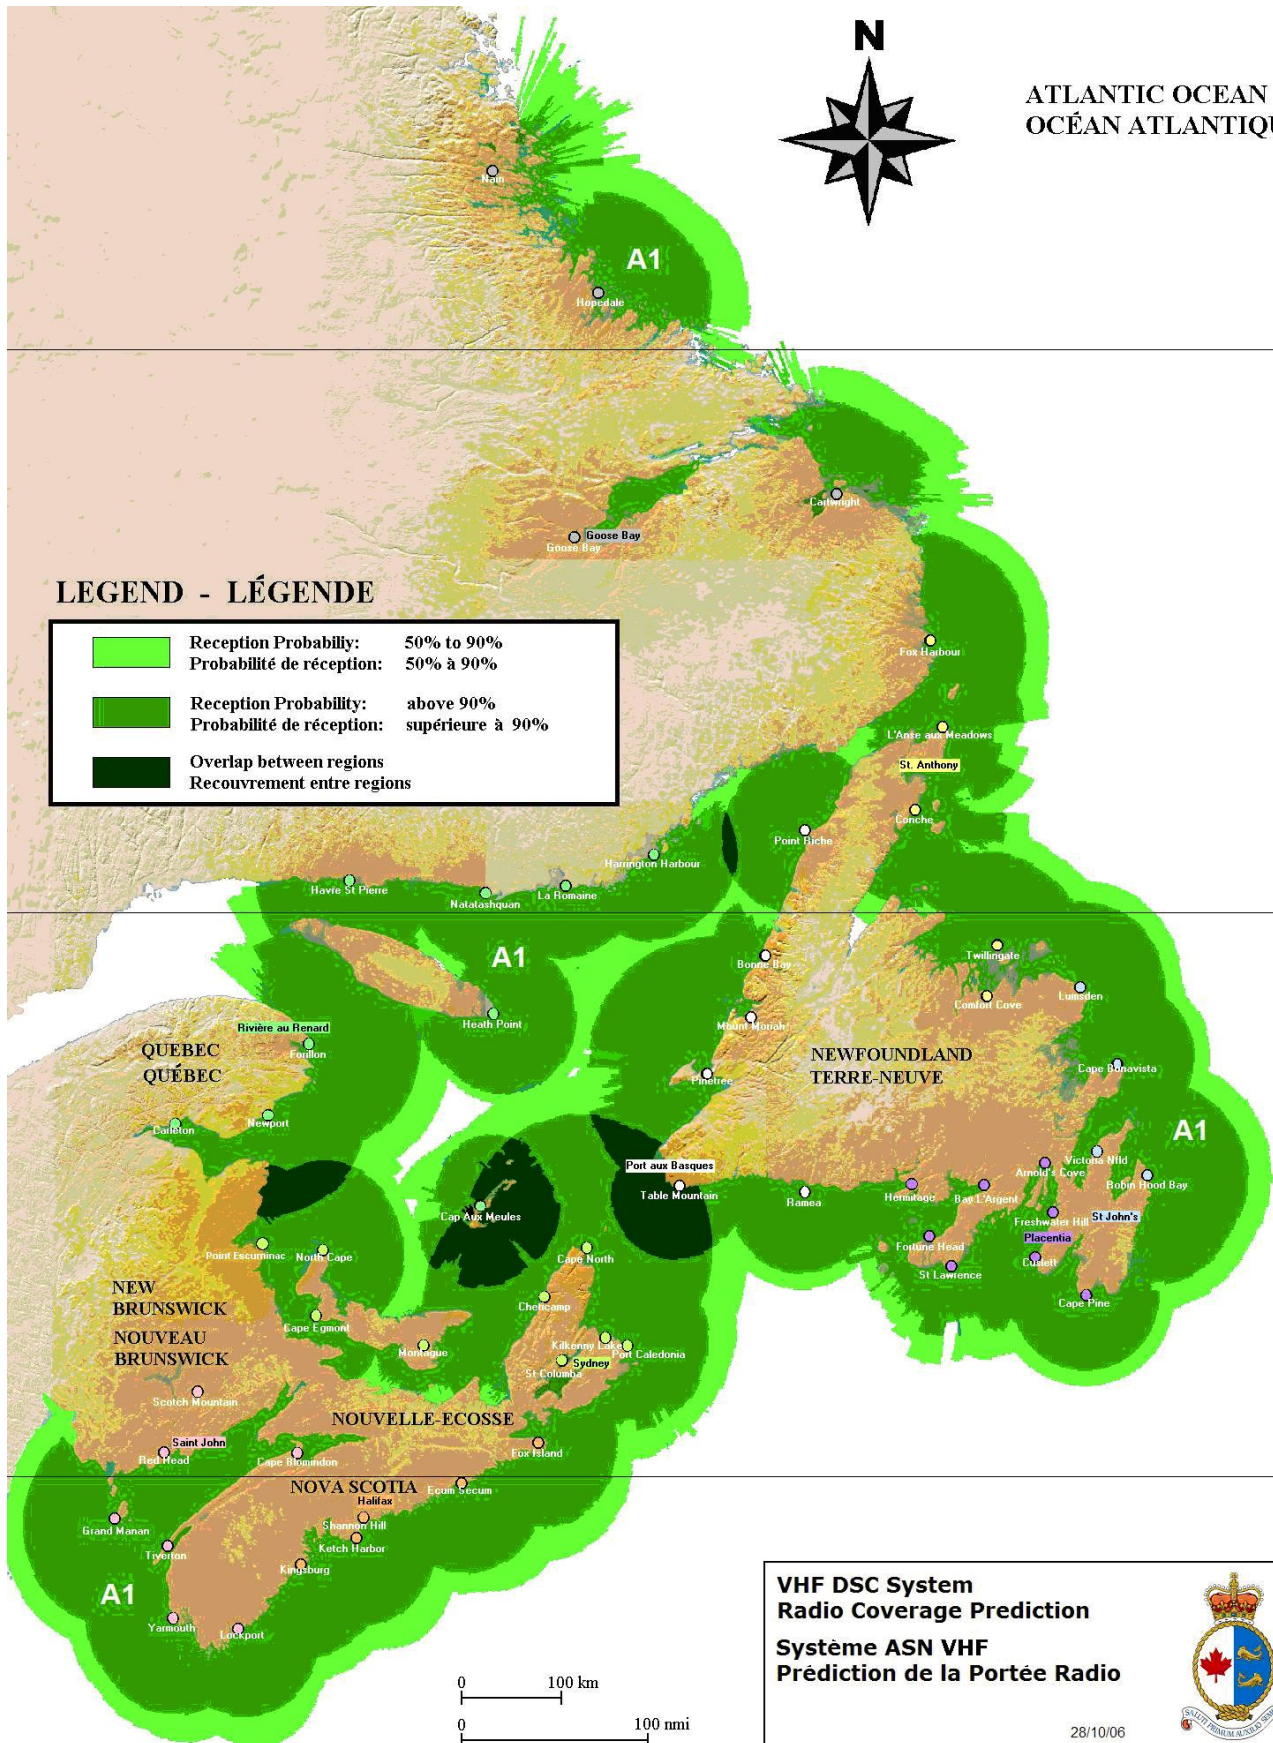 N
ATLANTIC OCEAN
OCÉAN ATLANTIQU
Nain
A1
Hopedale
Cartwright
Goose Bay
Goose Bay
LEGEND - LÉGENDE
Reception Probabiliy: 50% to 90%
Probabilité de réception: 50% à 90%
Reception Probability: above 90%
Probabilité de réception: supérieure à 90%
Overlap between regions
Recouvrement entre regions
Fox Harbour
L'Anse aux Meadows
St. Anthony
Conche
Point Riche
Harrington Harbour
Havre St Pierre
La Romaine
Natatashquan
A1
Twillingate
Bonne Bay
Lumsden
Comfort Cove
Heath Point
Mount Moriah
Rivière au Renard
Forillon
QUEBEC
QUÉBEC
NEWFOUNDLAND
TERRE-NEUVE
Cape Bonavista
Pinetree
Newport
Carleton
A1
Victoria Nfld
Port aux Basques
Arnold's Cove
Robin Hood Bay
Table Mountain
Ramea
Hermitage
Bay L'Argent
Cap Aux Meules
Freshwater Hill
St John's
Placentia
Fortune Head
Point Escuminac
North Cape
Cape North
Cuslett
St Lawrence
NEW
BRUNSWICK
Cape Pine
Chehcamp
Cape Egmont
NOUVEAU
BRUNSWICK
Montague
Kilkenny Lake
Port Caledonia
Sydney
St Columba
Scotch Mountain
NOUVELLE-ECOSSE
Saint John
Red Head
Cape Blomindon
Fox Island
NOVA SCOTIA
Ecum Secum
Halifax
Shannon Hill
Grand Manan
Ketch Harbor
Tiverton
Kingsburg
A1
Yarmouth
Lockport
0 100 km
0 100 nmi
VHF DSC System
Radio Coverage Prediction
Système ASN VHF
Prédiction de la Portée Radio
28/10/06
SALUTI PRIMUM AUXILIO SEM